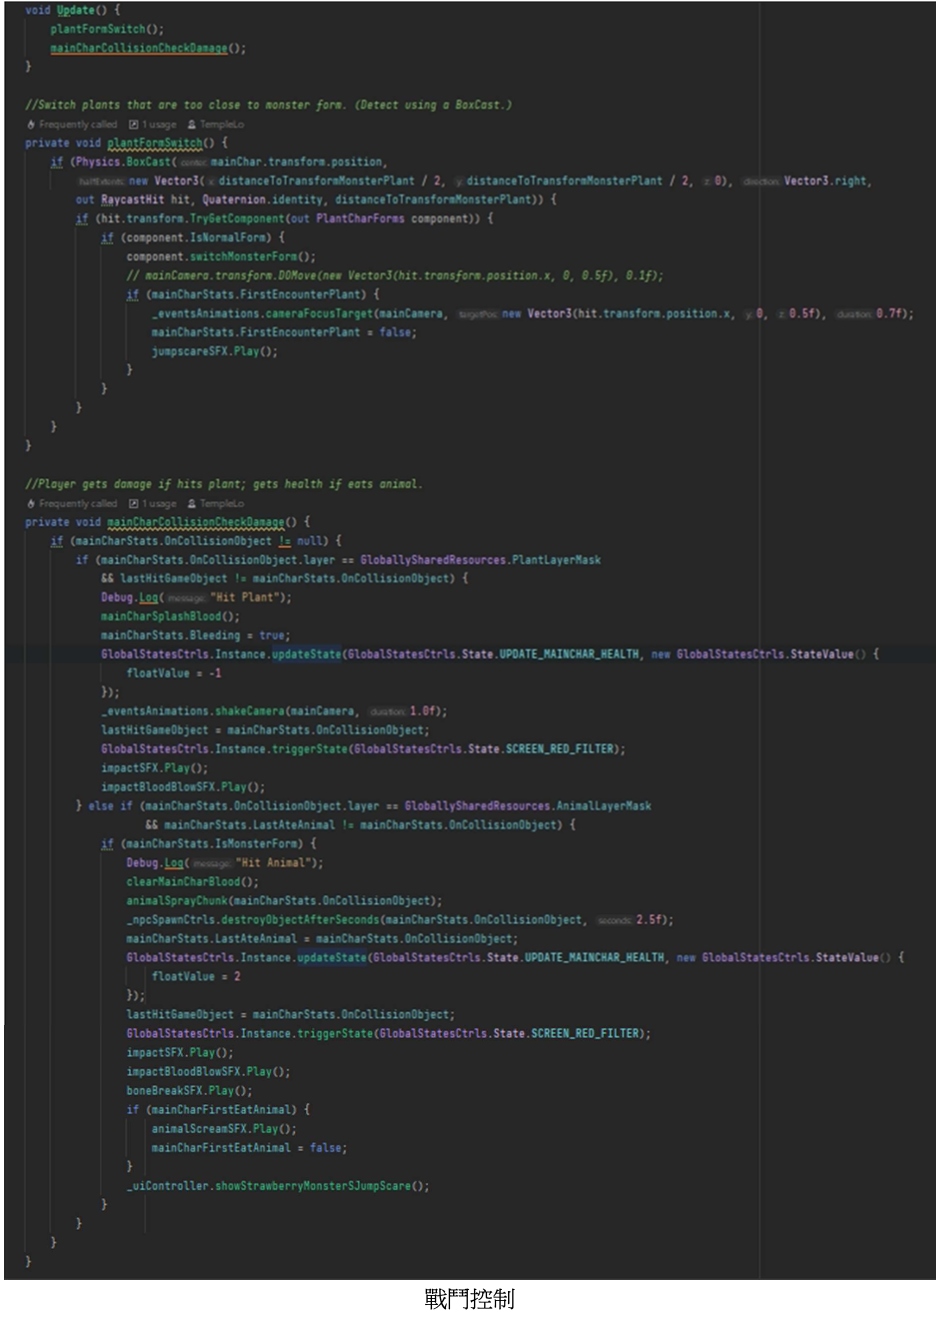 void Update() {
plantFormSwitch();
mainCharCollisionCheckDamage();
}
//Switch plants that are too close to monster form. (Detect using a BoxCast.)
Frequently called 1 usage TempleLo
private void plantFormSwitch() {
if (Physics.BoxCast( center: mainChar.transform.position,
halfExtents: new Vector3( x: distanceToTransformMonsterPlant / 2, y: distanceToTransformMonsterPlant / 2, z: 0), direction: Vector3.right,
out RaycastHit hit, Quaternion.identity, distanceToTransformMonsterPlant)) {
if (hit.transform.TryGetComponent(out PlantCharForms component)) {
if (component.IsNormalForm) {
component.switchMonsterForm();
// mainCamera.transform.DOMove(new Vector3(hit.transform.position.x, 0, 0.5f), 0.1f);
if (mainCharStats.FirstEncounterPlant) {
_eventsAnimations.cameraFocusTarget(mainCamera, targetPos: new Vector3(hit.transform.position.x, y: 0, z: 0.5f), duration: 0.7f);
mainCharStats.FirstEncounterPlant = false;
jumpscareSFX.Play();
}
}
}
}
}
//Player gets damage if hits plant; gets health if eats animal.
Frequently called 1 usage TempleLo
private void mainCharCollisionCheckDamage() {
if (mainCharStats.OnCollisionObject != null) {
if (mainCharStats.OnCollisionObject.layer == GloballySharedResources.PlantLayerMask
&& lastHitGameObject != mainCharStats.OnCollisionObject) {
Debug.Log( message: "Hit Plant");
mainCharSplashBlood();
mainCharStats.Bleeding = true;
GlobalStatesCtrls.Instance.updateState(GlobalStatesCtrls.State.UPDATE_MAINCHAR_HEALTH, new GlobalStatesCtrls.StateValue() {
floatValue = -1
});
_eventsAnimations.shakeCamera(mainCamera, duration: 1.0f);
lastHitGameObject = mainCharStats.OnCollisionObject;
GlobalStatesCtrls.Instance.triggerState(GlobalStatesCtrls.State.SCREEN_RED_FILTER);
impactSFX.Play();
impactBloodBlowSFX.Play();
} else if (mainCharStats.OnCollisionObject.layer == GloballySharedResources.AnimalLayerMask
&& mainCharStats.LastAteAnimal != mainCharStats.OnCollisionObject) {
if (mainCharStats.IsMonsterForm) {
Debug.Log( message: "Hit Animal");
clearMainCharBlood();
animalSprayChunk(mainCharStats.OnCollisionObject);
_npcSpawnCtrls.destroyObjectAfterSeconds(mainCharStats.OnCollisionObject, seconds: 2.5f);
mainCharStats.LastAteAnimal = mainCharStats.OnCollisionObject;
GlobalStatesCtrls.Instance.updateState(GlobalStatesCtrls.State.UPDATE_MAINCHAR_HEALTH, new GlobalStatesCtrls.StateValue() {
floatValue = 2
});
lastHitGameObject = mainCharStats.OnCollisionObject;
GlobalStatesCtrls.Instance.triggerState(GlobalStatesCtrls.State.SCREEN_RED_FILTER);
impactSFX.Play();
impactBloodBlowSFX.Play();
boneBreakSFX.Play();
if (mainCharFirstEatAnimal) {
animalScreamSFX.Play();
mainCharFirstEatAnimal = false;
}
_uiController.showStrawberryMonsterSJumpScare();
}
}
}
}
戰鬥控制